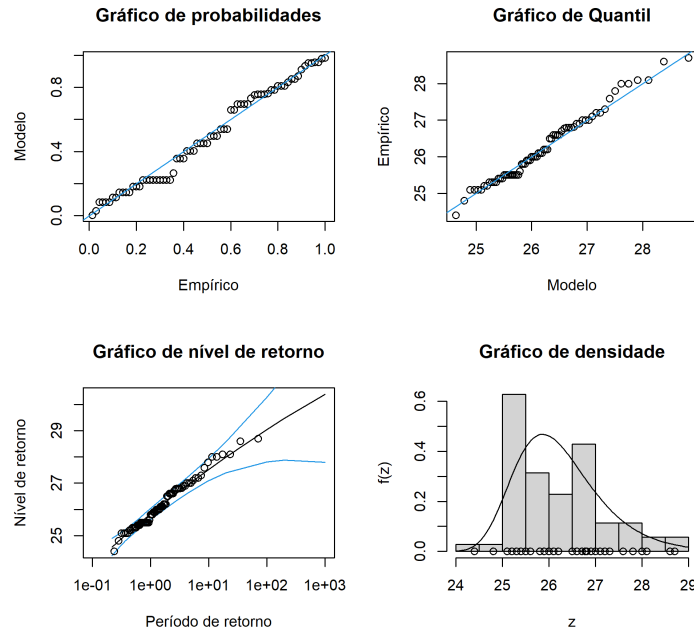 Gráfico de probabilidades
Modelo
0.0 0.4 0.8
0.0 0.2 0.4 0.6 0.8 1.0
Empírico
Gráfico de Quantil
Empírico
25 26 27 28
25 26 27 28
Modelo
Gráfico de nível de retorno
Nível de retorno
25 27 29
1e-01 1e+00 1e+01 1e+02 1e+03
Período de retorno
Gráfico de densidade
f(z)
0.0 0.2 0.4 0.6
24 25 26 27 28 29
z